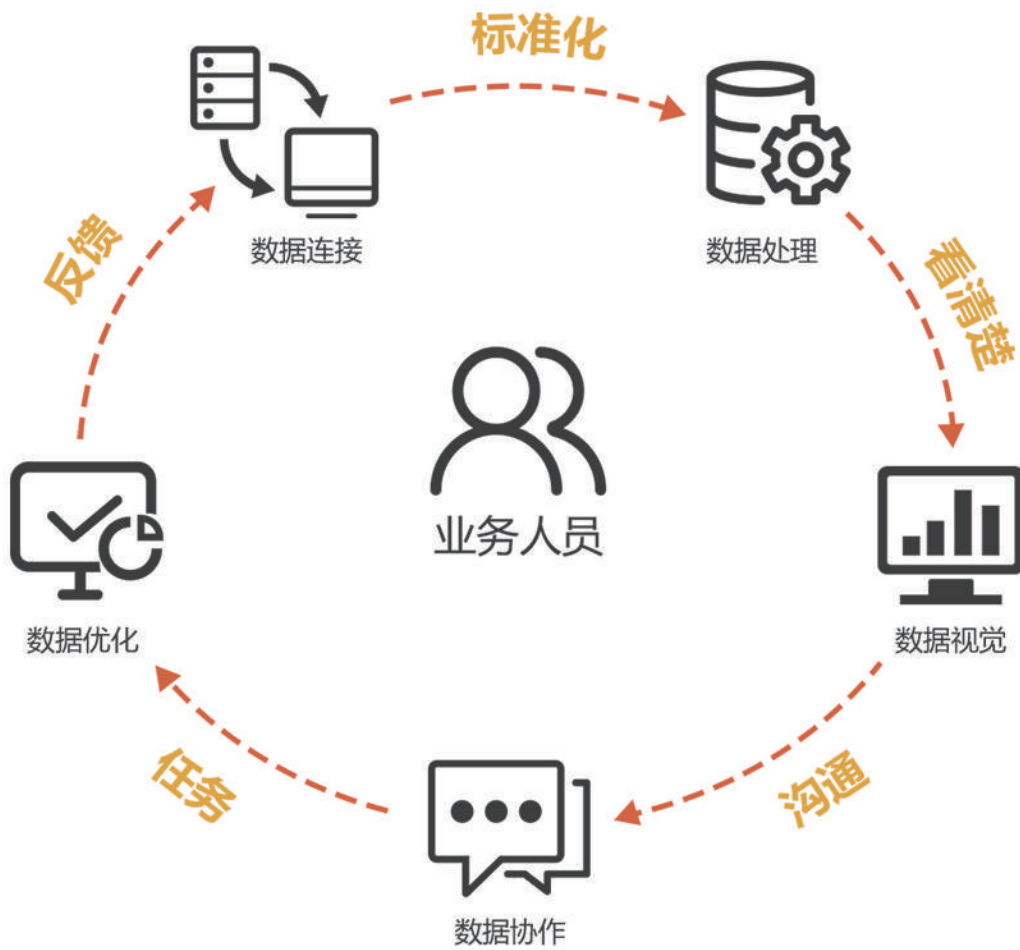 标准化
数据连接
数据处理
反馈
看清楚
业务人员
数据优化
数据视觉
任务
沟通
数据协作